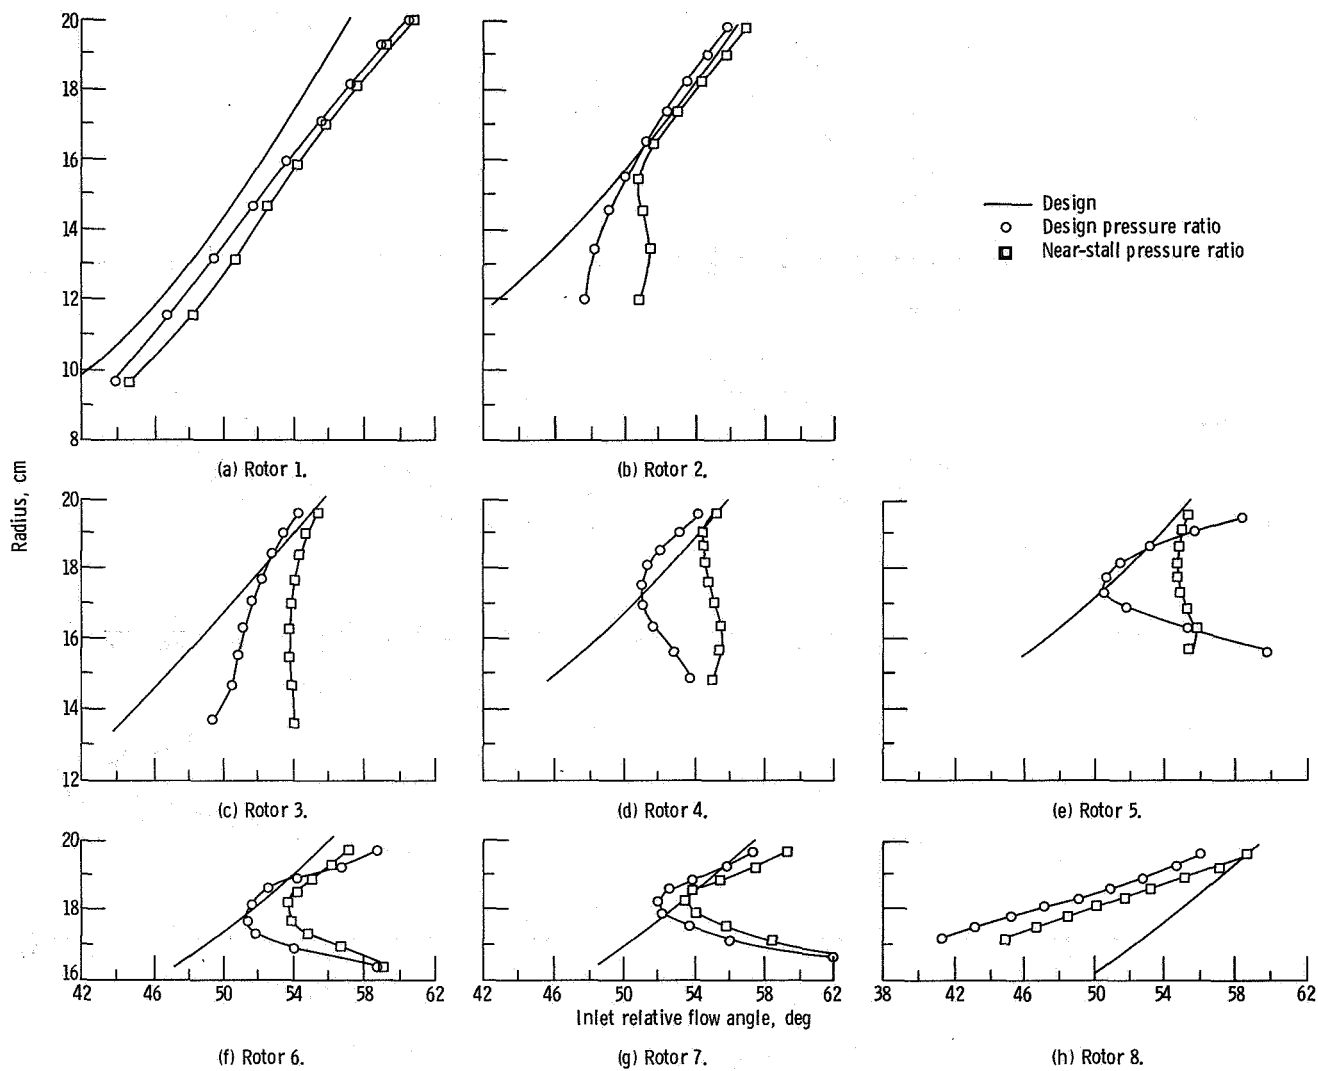 20
18
16
14
12
10
8
(a) Rotor 1.
(b) Rotor 2.
Design
Design pressure ratio
Near-stall pressure ratio
Radius, cm
20
18
16
14
12
(c) Rotor 3.
(d) Rotor 4.
(e) Rotor 5.
20
18
16
42 46 50 54 58 62
42 46 50 54 58 62
38 42 46 50 54 58 62
Inlet relative flow angle, deg
(f) Rotor 6.
(g) Rotor 7.
(h) Rotor 8.